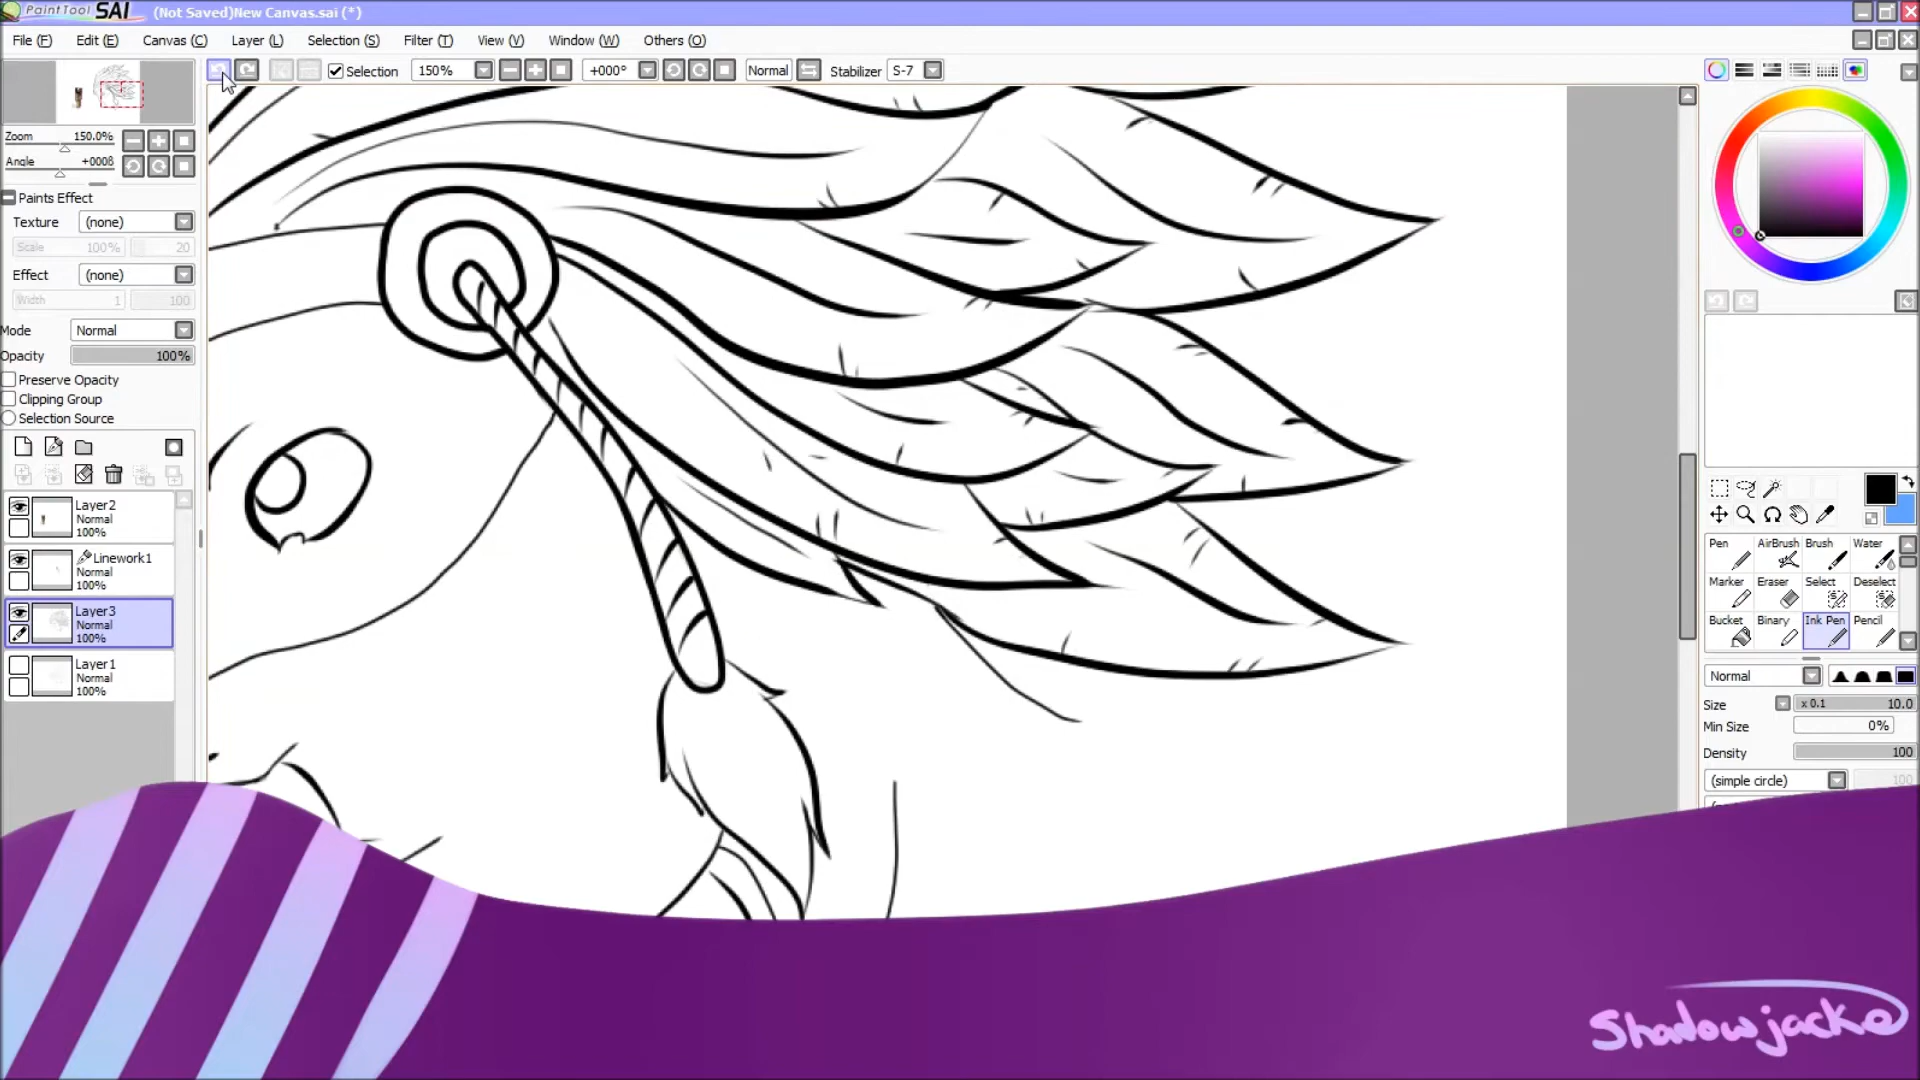 PaintTool SAI (Not Saved)New Canvas.sai (*)
File (F) Edit (E) Canvas (C) Layer (L) Selection (S) Filter (T) View (V) Window (W) Others (O)
Selection 150% +000° Normal Stabilizer S-7
Zoom 150.0%
Angle +000ß
Paints Effect
Texture (none)
Scale 100% 20
Effect (none)
Width 1 100
Mode Normal
Opacity 100%
Preserve Opacity
Clipping Group
Selection Source
Layer2
Normal
100%
Linework1
Normal
100%
Layer3
Normal
100%
Layer1
Normal
100%
Pen AirBrush Brush Water
Marker Eraser Select Deselect
Bucket Binary Ink Pen Pencil
Normal
Size x 0.1 10.0
Min Size 0%
Density 100
(simple circle) 100
Shadowjacko